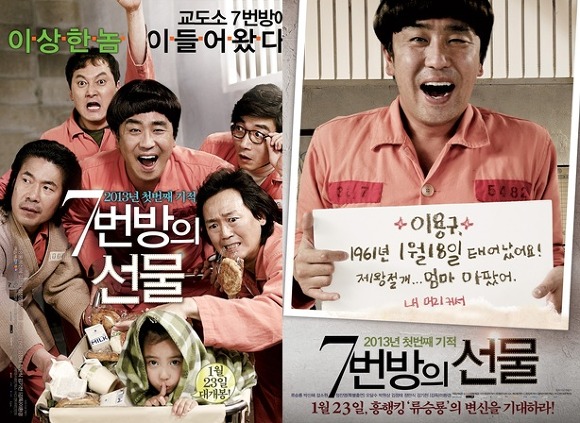 교도소 7번방에
이상한놈 이들어왔다
2013년 첫번째 기적
7번방의
선물
1월
23일
대개봉!
5482
이용구.
1961년 1월18일 태어났어요!
제왕절개...엄마 아팠어.
내 머리 커서
2013년 첫번째 기적
7번방의 선물
1월 23일, 흥행킹 '류승룡'의 변신을 기대하라!